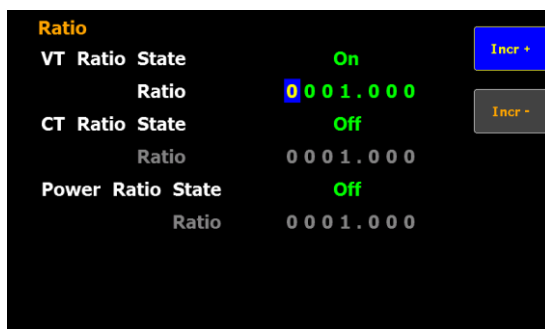 Ratio
VT Ratio State On
Incr +
Ratio 0001.000
CT Ratio State Off
Incr -
Ratio 0001.000
Power Ratio State Off
Ratio 0001.000